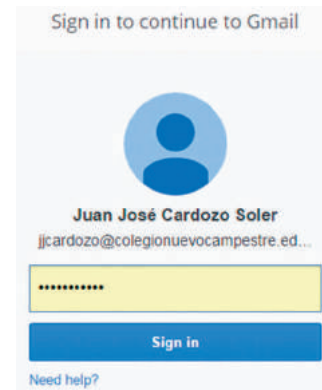 Sign in to continue to Gmail
Juan José Cardozo Soler
jjcardozo@colegionuevocampestre.ed...
•••••••••••
Sign in
Need help?